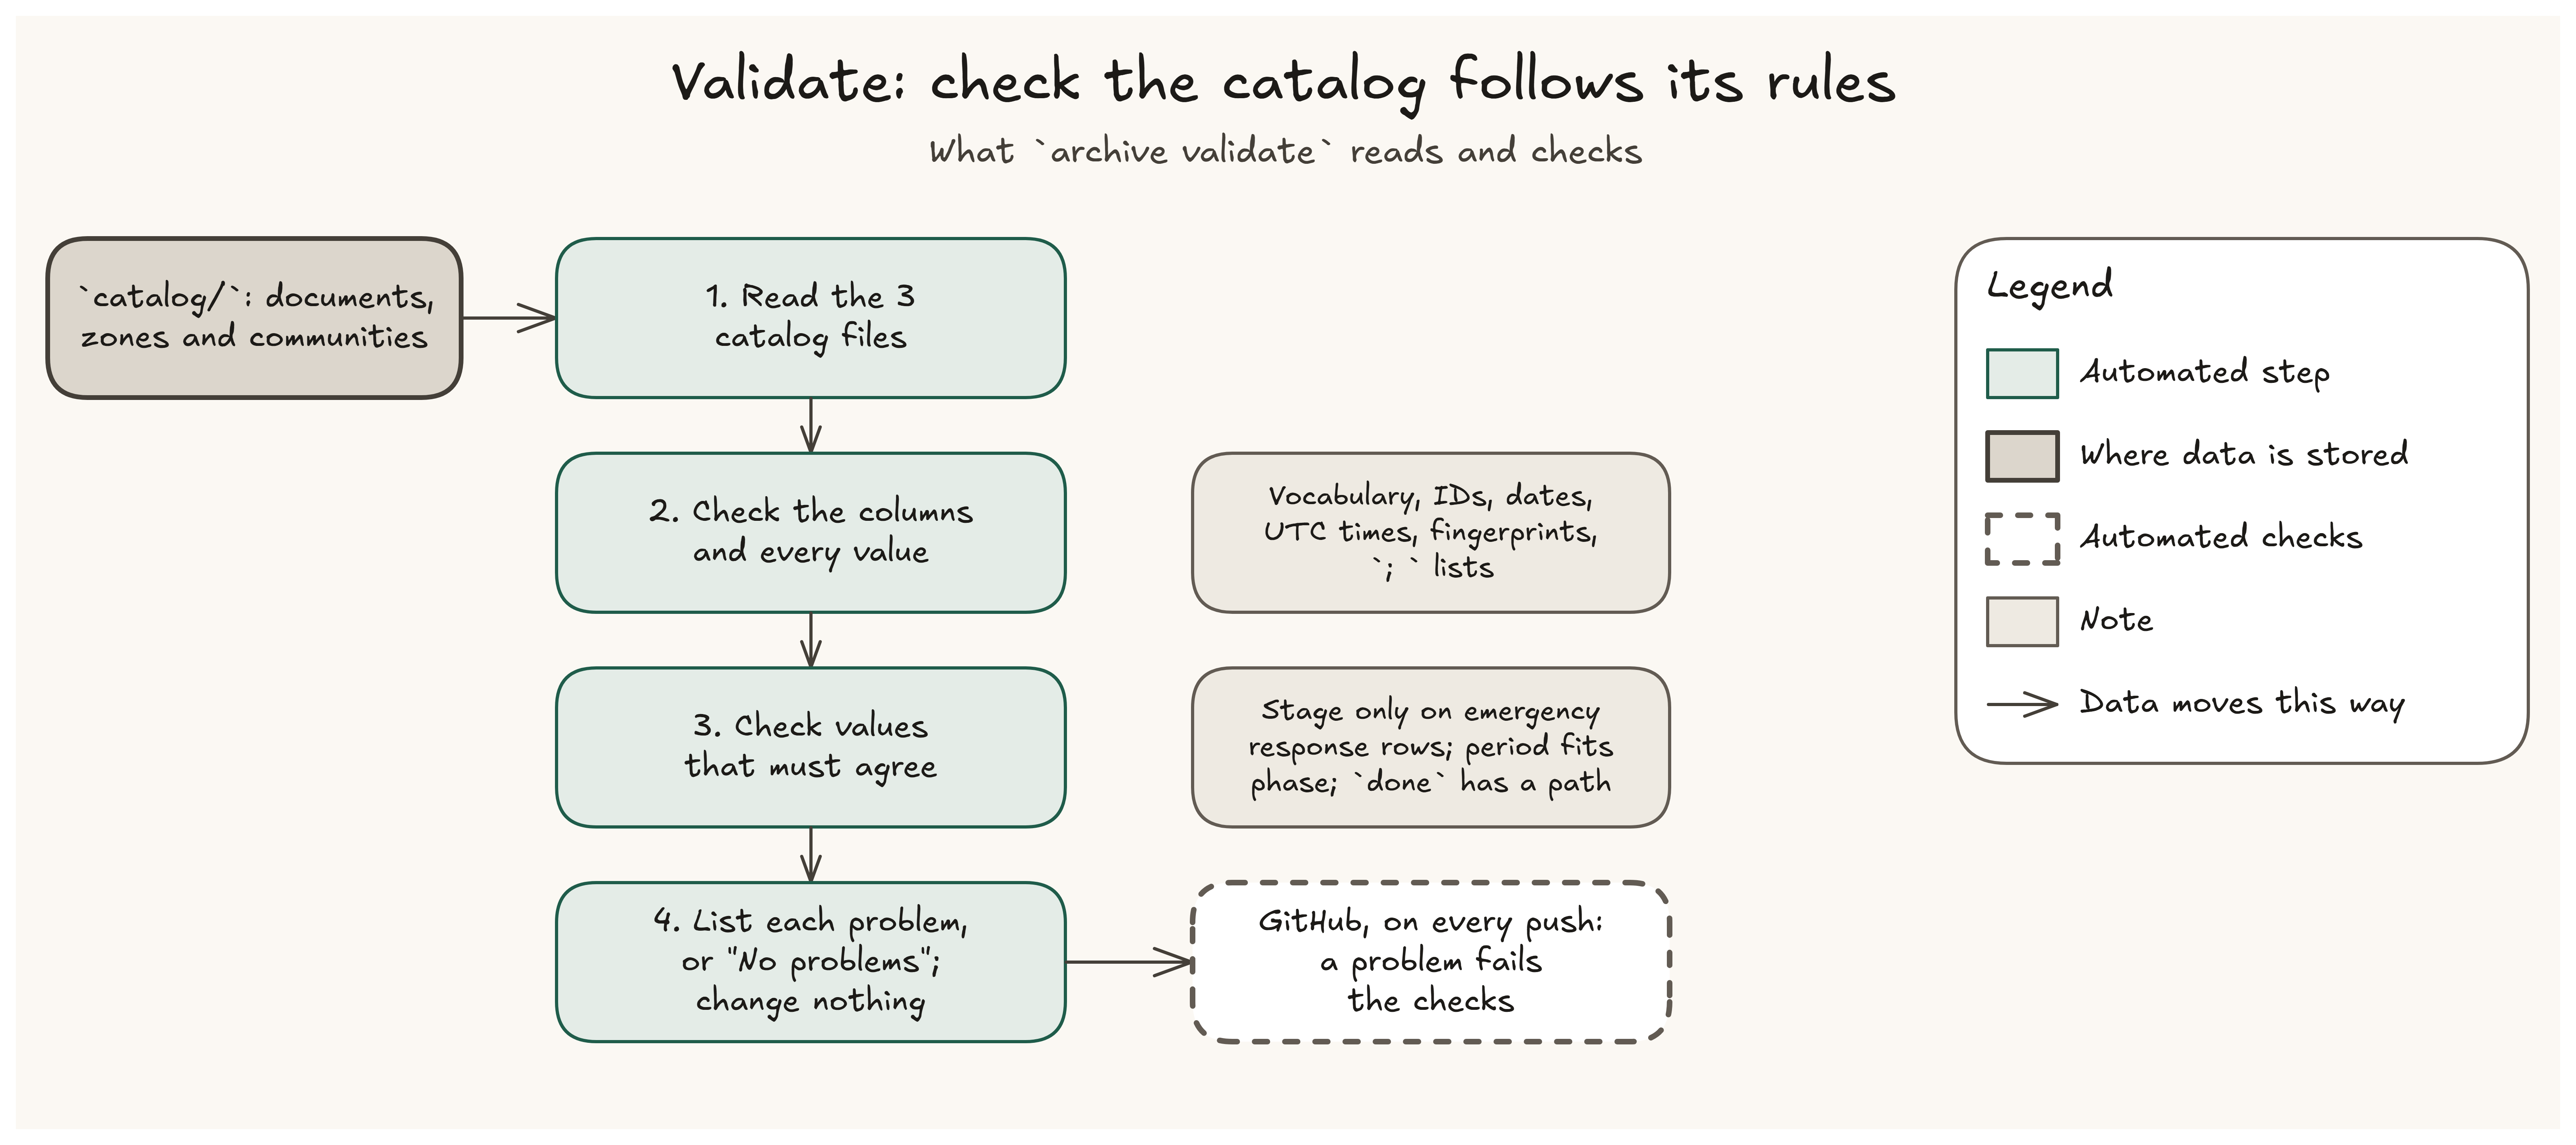 Validate: check the catalog follows its rules
What `archive validate` reads and checks
`catalog/`: documents,
zones and communities
1. Read the 3
catalog files
2. Check the columns
and every value
Vocabulary, IDs, dates,
UTC times, fingerprints,
`; ` lists
3. Check values
that must agree
Stage only on emergency
response rows; period fits
phase; `done` has a path
4. List each problem,
or "No problems";
change nothing
GitHub, on every push:
a problem fails
the checks
Legend
Automated step
Where data is stored
Automated checks
Note
Data moves this way